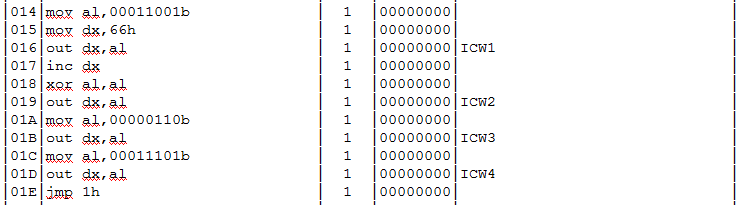 |014|mov al,00011001b | 1 |00000000| |
|015|mov dx,66h | 1 |00000000| |
|016|out dx,al | 1 |00000000|ICW1 |
|017|inc dx | 1 |00000000| |
|018|xor al,al | 1 |00000000| |
|019|out dx,al | 1 |00000000|ICW2 |
|01A|mov al,00000110b | 1 |00000000| |
|01B|out dx,al | 1 |00000000|ICW3 |
|01C|mov al,00011101b | 1 |00000000| |
|01D|out dx,al | 1 |00000000|ICW4 |
|01E|jmp 1h | 1 |00000000| |